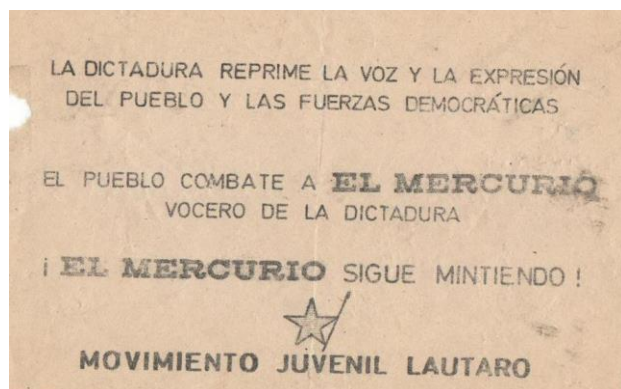 LA DICTADURA REPRIME LA VOZ Y LA EXPRESIÓN
DEL PUEBLO Y LAS FUERZAS DEMOCRÁTICAS
EL PUEBLO COMBATE A EL MERCURIO
VOCERO DE LA DICTADURA
¡ EL MERCURIO SIGUE MINTIENDO !
MOVIMIENTO JUVENIL LAUTARO